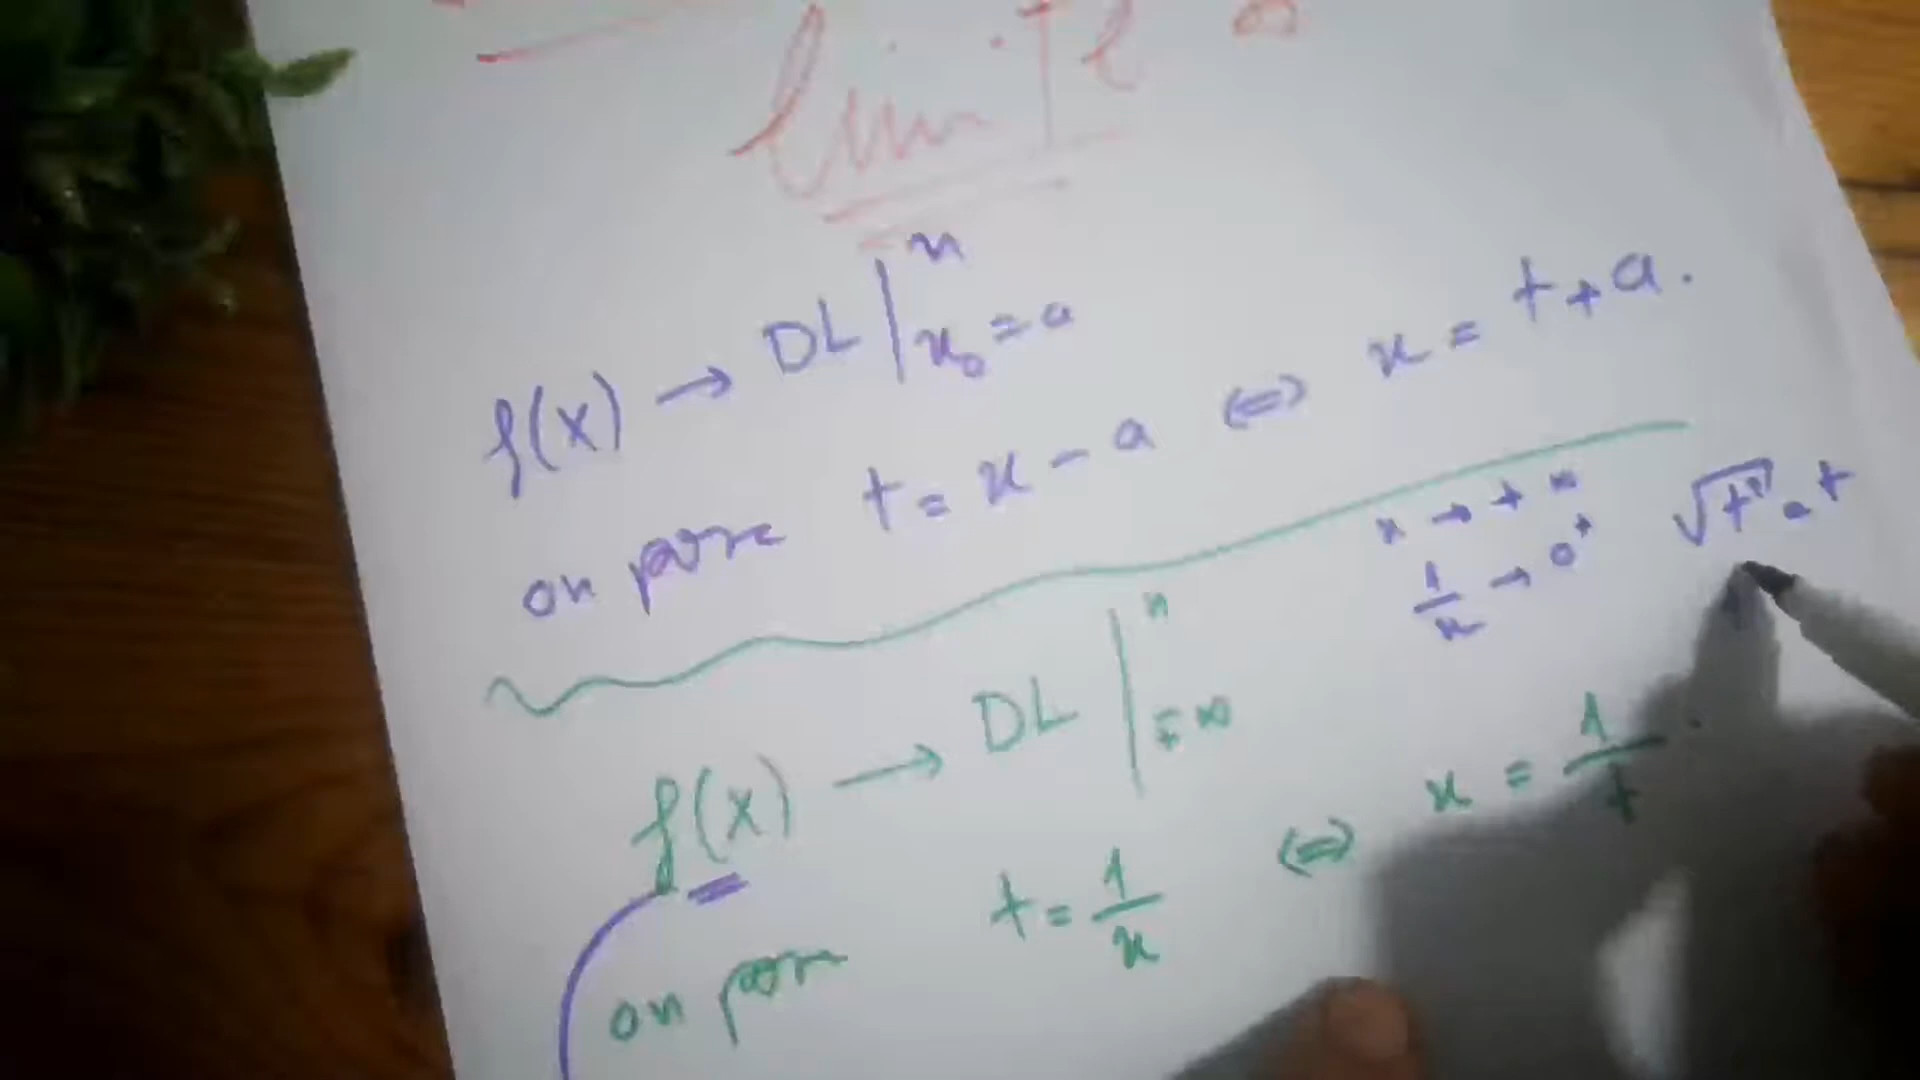 limite
f(x) → DL |ⁿ x₀ = a
on pose t = x - a ⇔ x = t + a.
x → + ∞
1/x → 0⁺
√t² = t
f(x) → DL |ⁿ = ∞
on pose t = 1/x ⇔ x = 1/t.